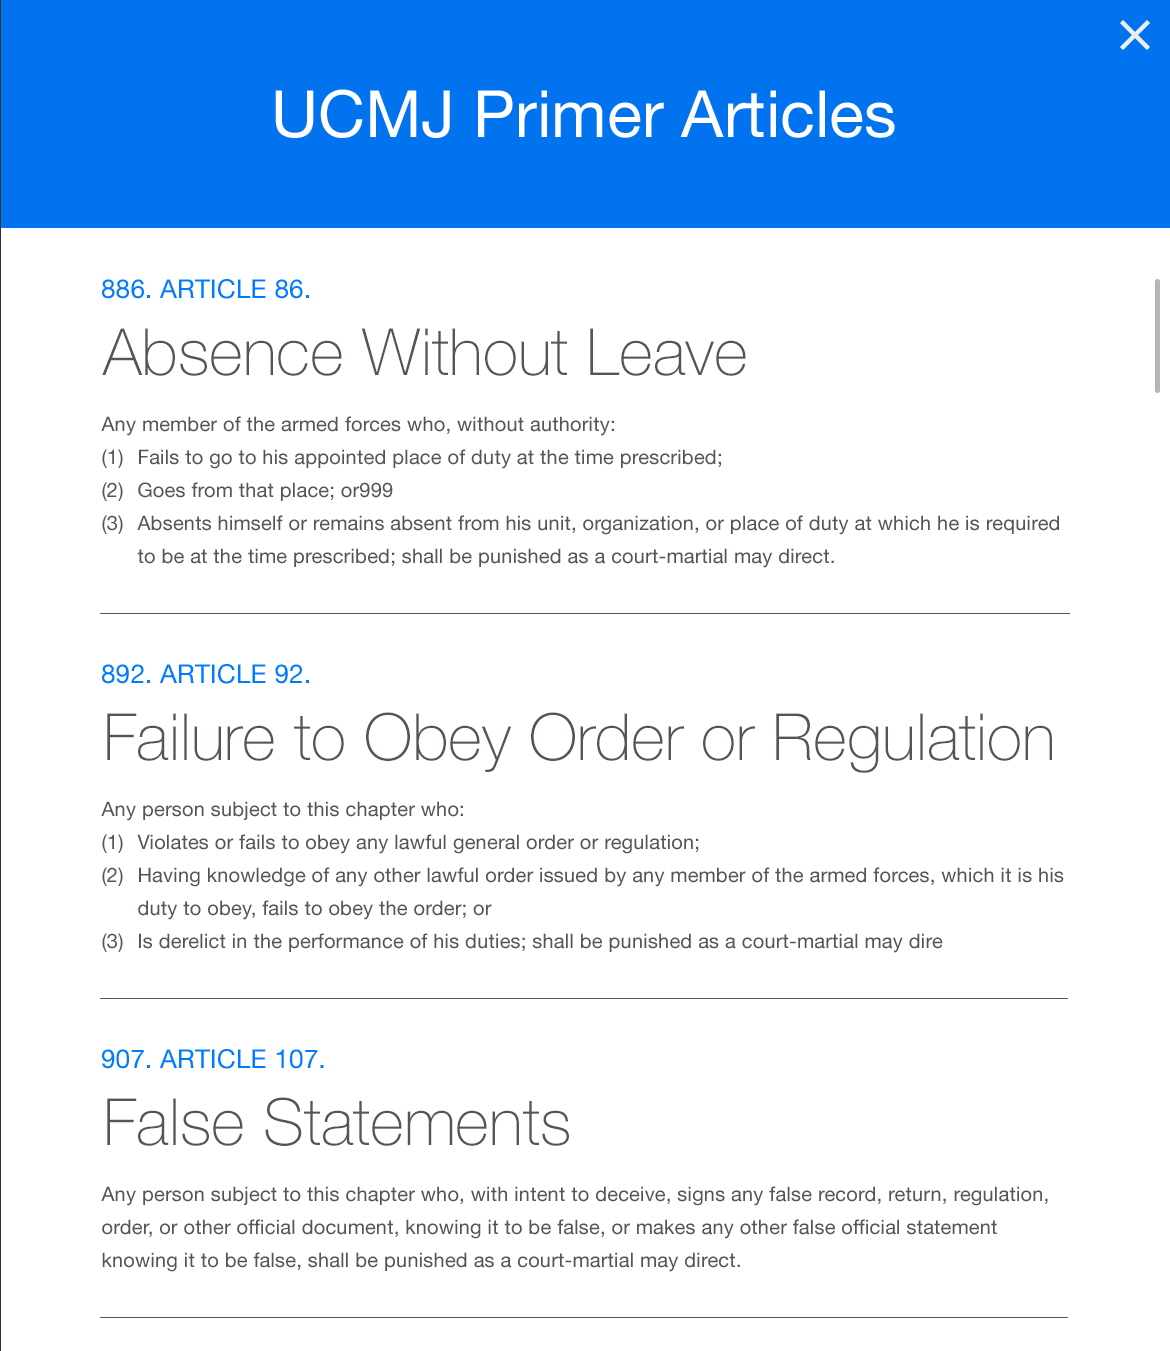 UCMJ Primer Articles
886. ARTICLE 86.
Absence Without Leave
Any member of the armed forces who, without authority:
(1) Fails to go to his appointed place of duty at the time prescribed;
(2) Goes from that place; or999
(3) Absents himself or remains absent from his unit, organization, or place of duty at which he is required
to be at the time prescribed; shall be punished as a court-martial may direct.
892. ARTICLE 92.
Failure to Obey Order or Regulation
Any person subject to this chapter who:
(1) Violates or fails to obey any lawful general order or regulation;
(2) Having knowledge of any other lawful order issued by any member of the armed forces, which it is his
duty to obey, fails to obey the order; or
(3) Is derelict in the performance of his duties; shall be punished as a court-martial may dire
907. ARTICLE 107.
False Statements
Any person subject to this chapter who, with intent to deceive, signs any false record, return, regulation,
order, or other official document, knowing it to be false, or makes any other false official statement
knowing it to be false, shall be punished as a court-martial may direct.